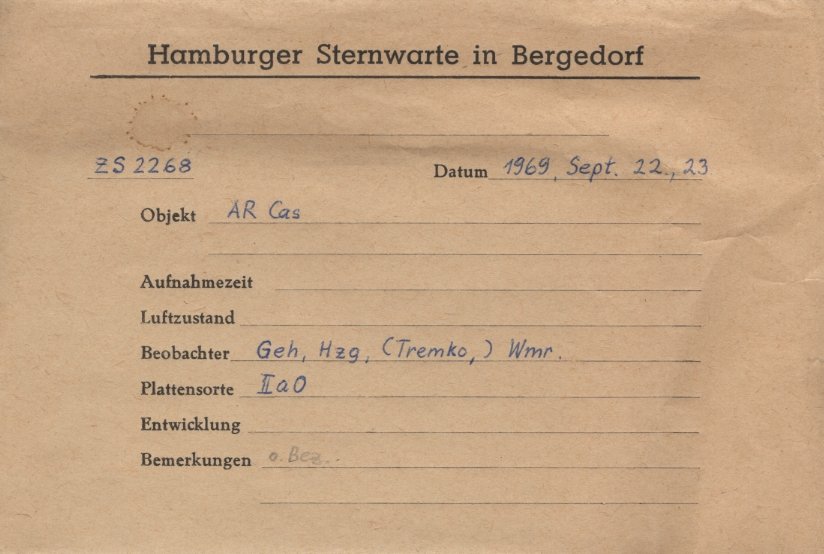 Hamburger Sternwarte in Bergedorf
ZS 2268 Datum 1969, Sept. 22., 23
Objekt AR Cas
Aufnahmezeit
Luftzustand
Beobachter Geh, Hzg, (Tremko,) Wmr.
Plattensorte IIaO
Entwicklung
Bemerkungen o. Bez..